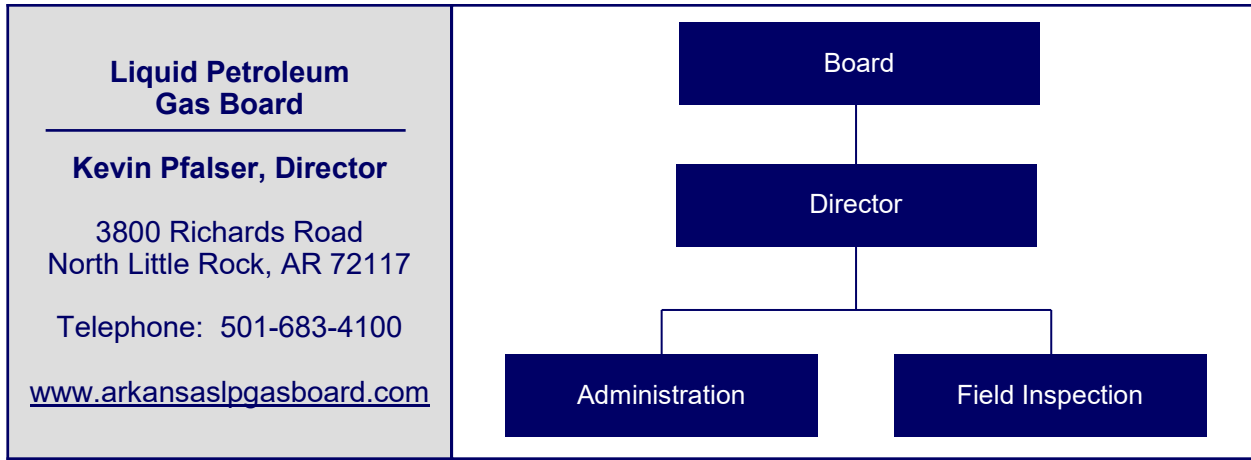 Liquid Petroleum
Gas Board
Kevin Pfalser, Director
3800 Richards Road
North Little Rock, AR 72117
Telephone: 501-683-4100
www.arkansaslpgasboard.com
Board
Director
Administration
Field Inspection